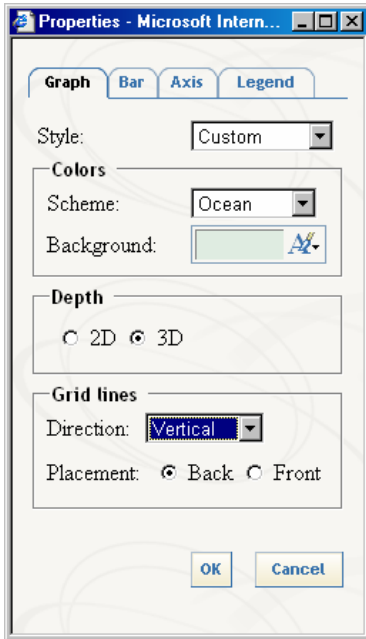 Properties - Microsoft Intern...
Graph Bar Axis Legend
Style: Custom
Colors
Scheme: Ocean
Background:
Depth
2D 3D
Grid lines
Direction: Vertical
Placement: Back Front
OK Cancel